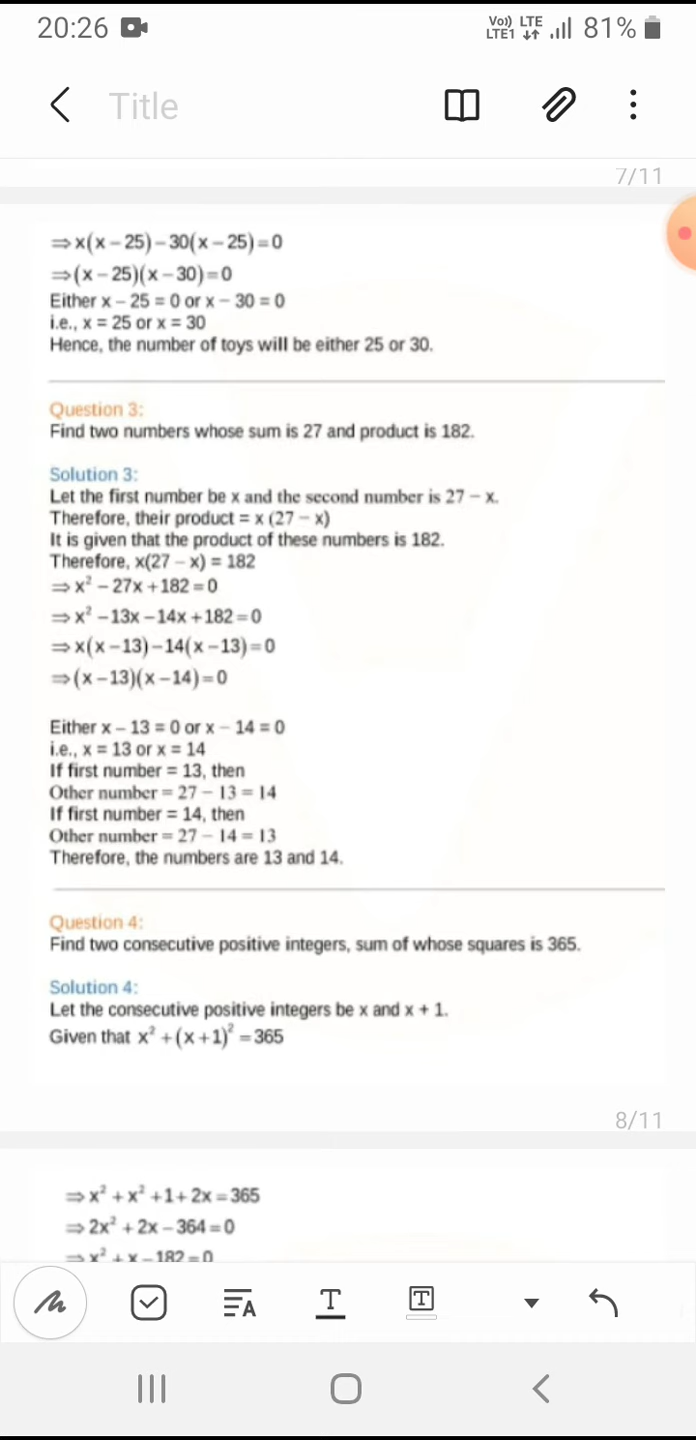 20:26
Vo)) LTE
LTE1 ↓↑ 81%
Title
7/11
⇒x(x – 25) – 30(x – 25) = 0
⇒(x – 25)(x – 30) = 0
Either x – 25 = 0 or x – 30 = 0
i.e., x = 25 or x = 30
Hence, the number of toys will be either 25 or 30.
Question 3:
Find two numbers whose sum is 27 and product is 182.
Solution 3:
Let the first number be x and the second number is 27 – x.
Therefore, their product = x (27 – x)
It is given that the product of these numbers is 182.
Therefore, x(27 – x) = 182
⇒x² – 27x + 182 = 0
⇒x² – 13x – 14x + 182 = 0
⇒x(x – 13) – 14(x – 13) = 0
⇒(x – 13)(x – 14) = 0
Either x – 13 = 0 or x – 14 = 0
i.e., x = 13 or x = 14
If first number = 13, then
Other number = 27 – 13 = 14
If first number = 14, then
Other number = 27 – 14 = 13
Therefore, the numbers are 13 and 14.
Question 4:
Find two consecutive positive integers, sum of whose squares is 365.
Solution 4:
Let the consecutive positive integers be x and x + 1.
Given that x² + (x + 1)² = 365
8/11
⇒x² + x² + 1 + 2x = 365
⇒2x² + 2x – 364 = 0
⇒x² + x – 182 = 0
A
T
T